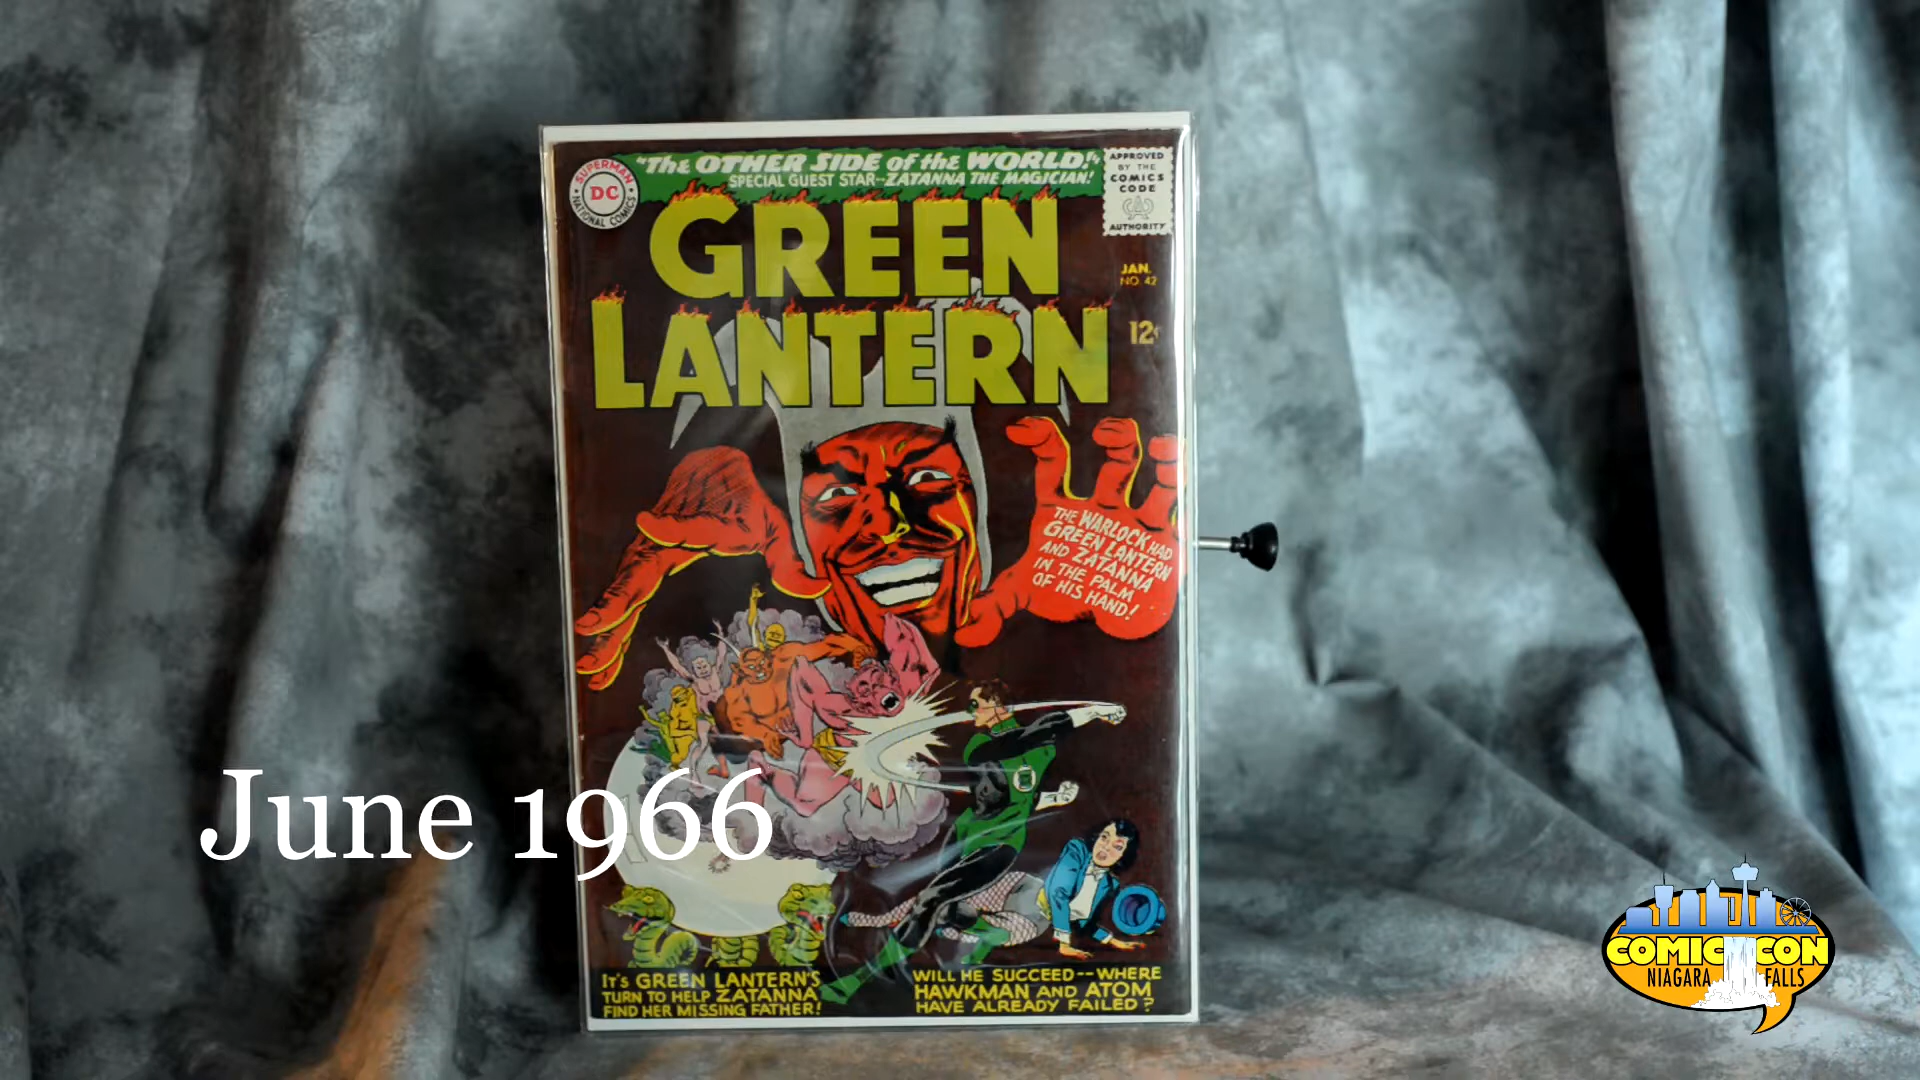 "The OTHER SIDE of the WORLD!"
SPECIAL GUEST STAR--ZATANNA THE MAGICIAN!
SUPERMAN
DC
NATIONAL COMICS
APPROVED
BY THE
COMICS
CODE
CA
AUTHORITY
GREEN
LANTERN
JAN.
NO. 42
12¢
THE WARLOCK HAD
GREEN LANTERN
AND ZATANNA
IN THE PALM
OF HIS HAND!
June 1966
IT'S GREEN LANTERN'S
TURN TO HELP ZATANNA
FIND HER MISSING FATHER!
WILL HE SUCCEED--WHERE
HAWKMAN AND ATOM
HAVE ALREADY FAILED?
COMIC CON
NIAGARA FALLS